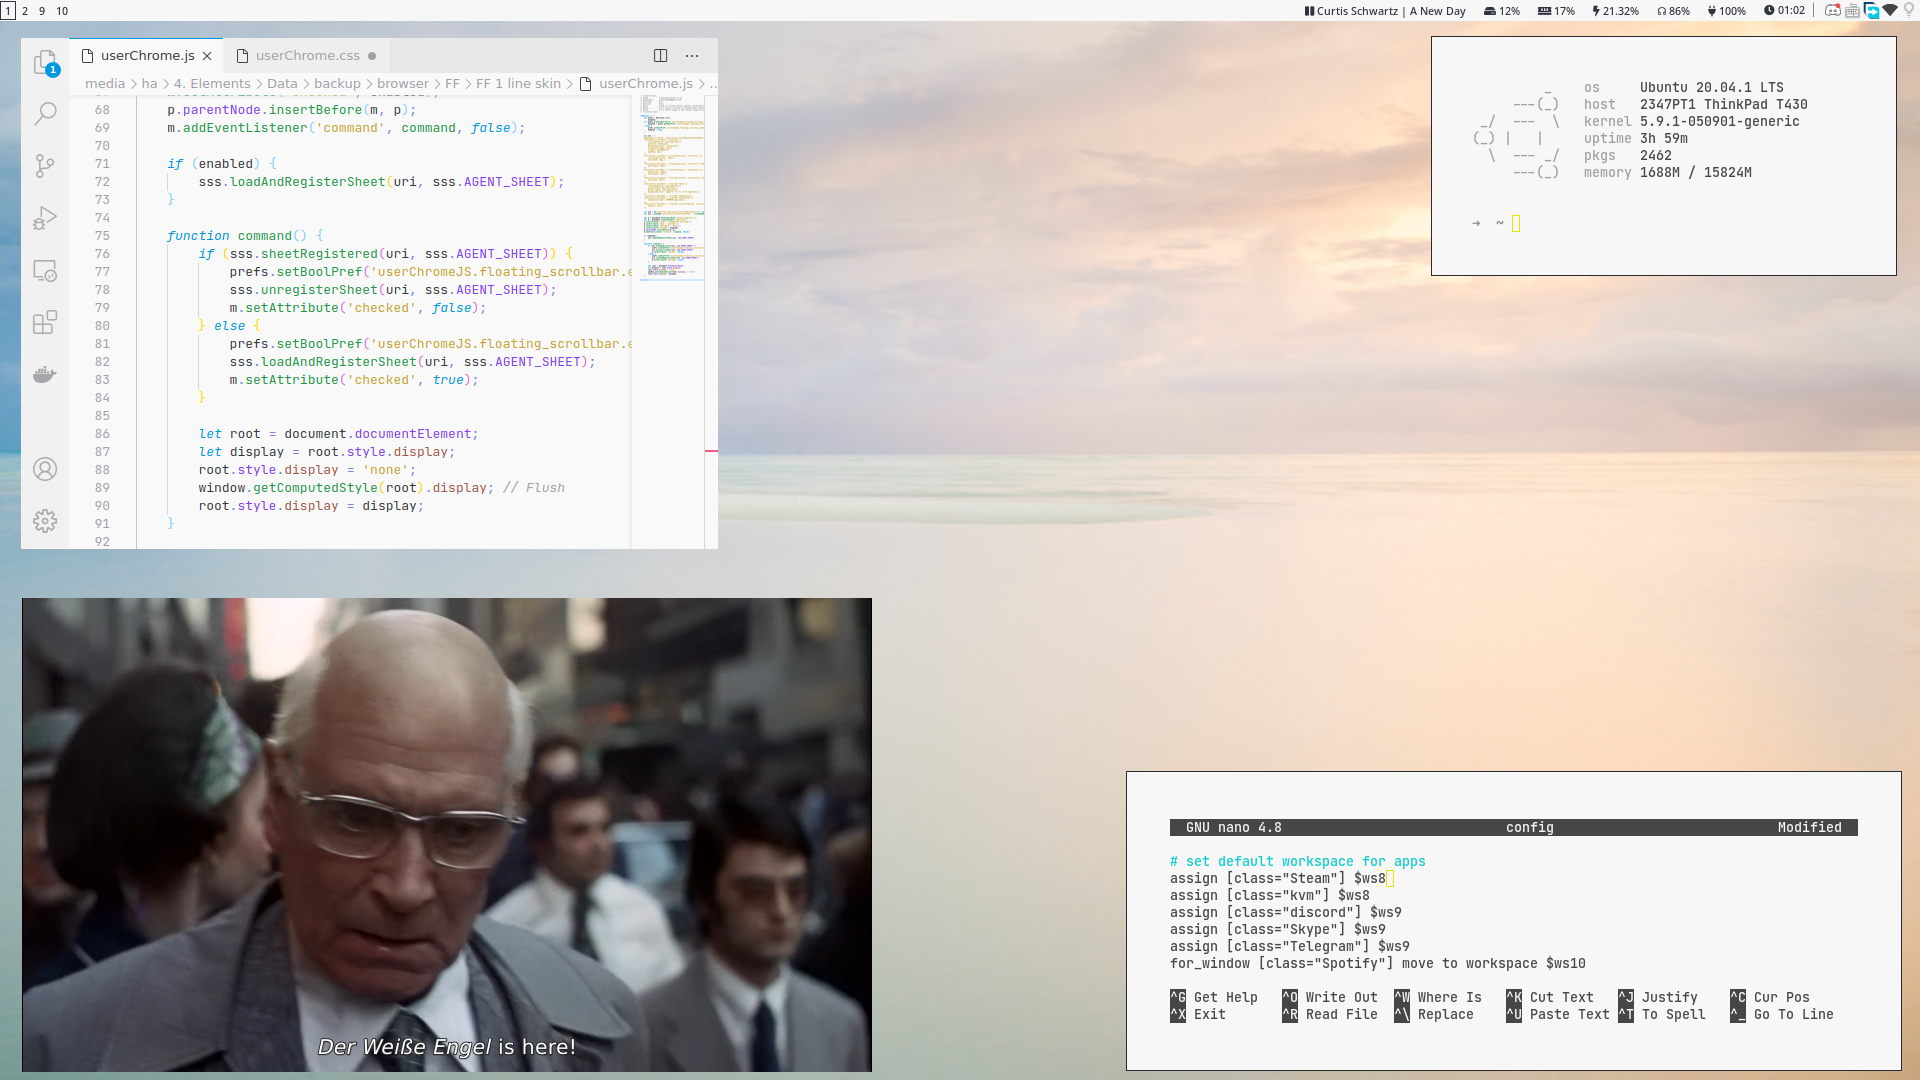 1 2 9 10
Curtis Schwartz | A New Day 12% 17% 21.32% 86% 100% 01:02
1
userChrome.js
userChrome.css
media > ha > 4. Elements > Data > backup > browser > FF > FF 1 line skin > userChrome.js > ..
68 p.parentNode.insertBefore(m, p);
69 m.addEventListener('command', command, false);
70
71 if (enabled) {
72 sss.loadAndRegisterSheet(uri, sss.AGENT_SHEET);
73 }
74
75 function command() {
76 if (sss.sheetRegistered(uri, sss.AGENT_SHEET)) {
77 prefs.setBoolPref('userChromeJS.floating_scrollbar.e
78 sss.unregisterSheet(uri, sss.AGENT_SHEET);
79 m.setAttribute('checked', false);
80 } else {
81 prefs.setBoolPref('userChromeJS.floating_scrollbar.e
82 sss.loadAndRegisterSheet(uri, sss.AGENT_SHEET);
83 m.setAttribute('checked', true);
84 }
85
86 let root = document.documentElement;
87 let display = root.style.display;
88 root.style.display = 'none';
89 window.getComputedStyle(root).display; // Flush
90 root.style.display = display;
91 }
92
os Ubuntu 20.04.1 LTS
host 2347PT1 ThinkPad T430
kernel 5.9.1-050901-generic
uptime 3h 59m
pkgs 2462
memory 1688M / 15824M
→ ~
Der Weiße Engel is here!
GNU nano 4.8 config Modified
# set default workspace for apps
assign [class="Steam"] $ws8
assign [class="kvm"] $ws8
assign [class="discord"] $ws9
assign [class="Skype"] $ws9
assign [class="Telegram"] $ws9
for_window [class="Spotify"] move to workspace $ws10
^G Get Help ^O Write Out ^W Where Is ^K Cut Text ^J Justify ^C Cur Pos
^X Exit ^R Read File ^\ Replace ^U Paste Text ^T To Spell ^_ Go To Line